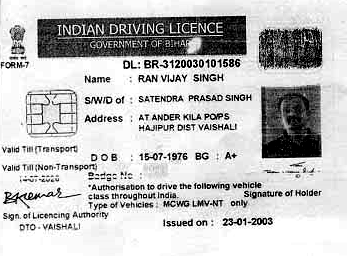 INDIAN DRIVING LICENCE
GOVERNMENT OF BIHAR
FORM-7
DL: BR-3120030101586
Name : RAN VIJAY SINGH
S/W/D of : SATENDRA PRASAD SINGH
Address : AT ANDER KILA PO/PS
HAJIPUR DIST VAISHALI
Valid Till (Transport)
D O B : 15-07-1976 BG : A+
Valid Till (Non-Transport)
Badge No :
14-07-2026
*Authorisation to drive the following vehicle
class throughout India.
Signature of Holder
Type of Vehicles : MCWG LMV-NT only
Sign. of Licencing Authority
DTO - VAISHALI
Issued on : 23-01-2003